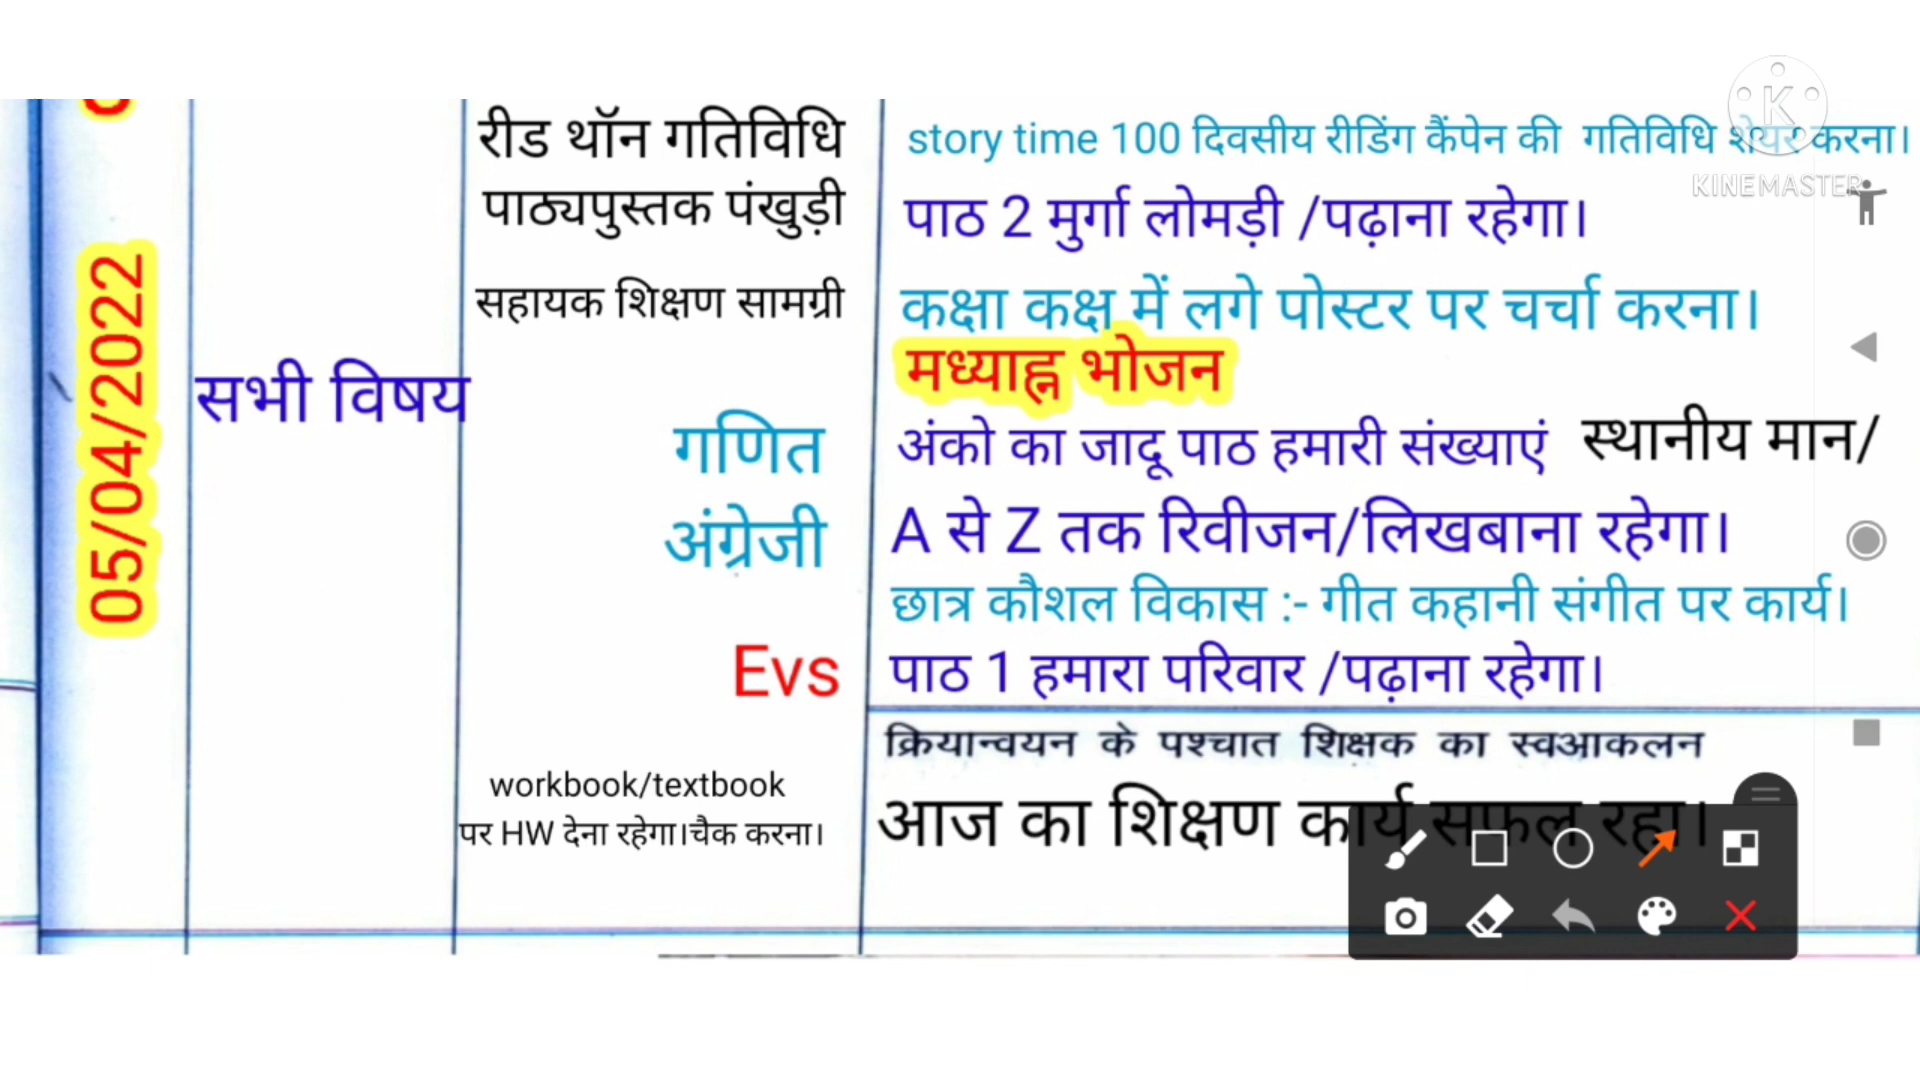 रीड थॉन गतिविधि story time 100 दिवसीय रीडिंग कैंपेन की गतिविधि शेयर करना।
KINEMASTER
पाठ्यपुस्तक पंखुड़ी पाठ 2 मुर्गा लोमड़ी /पढ़ाना रहेगा।
सहायक शिक्षण सामग्री कक्षा कक्ष में लगे पोस्टर पर चर्चा करना।
मध्याह्न भोजन
05/04/2022
सभी विषय
गणित अंको का जादू पाठ हमारी संख्याएं स्थानीय मान/
अंग्रेजी A से Z तक रिवीजन/लिखबाना रहेगा।
छात्र कौशल विकास :- गीत कहानी संगीत पर कार्य।
Evs पाठ 1 हमारा परिवार /पढ़ाना रहेगा।
क्रियान्वयन के पश्चात शिक्षक का स्वआकलन
workbook/textbook
पर HW देना रहेगा।चैक करना।
आज का शिक्षण कार्य सफल रहा।